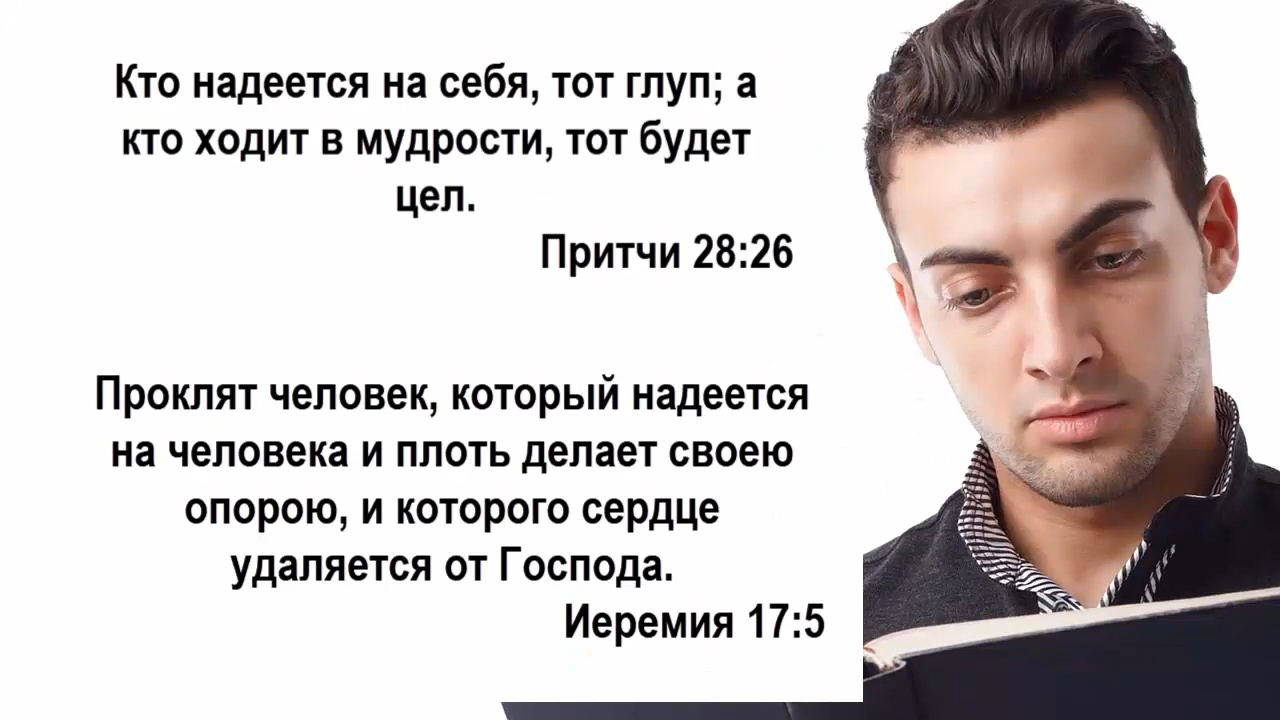 Кто надеется на себя, тот глуп; а
кто ходит в мудрости, тот будет
цел.
Притчи 28:26
Проклят человек, который надеется
на человека и плоть делает своею
опорою, и которого сердце
удаляется от Господа.
Иеремия 17:5